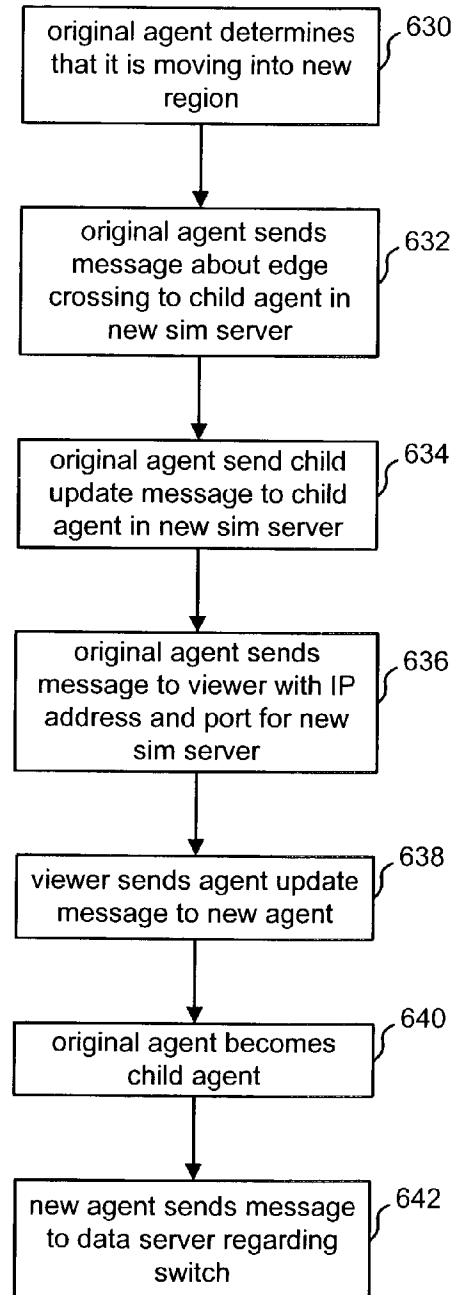 original agent determines
that it is moving into new
region
630
original agent sends
message about edge
crossing to child agent in
new sim server
632
original agent send child
update message to child
agent in new sim server
634
original agent sends
message to viewer with IP
address and port for new
sim server
636
viewer sends agent update
message to new agent
638
original agent becomes
child agent
640
new agent sends message
to data server regarding
switch
642